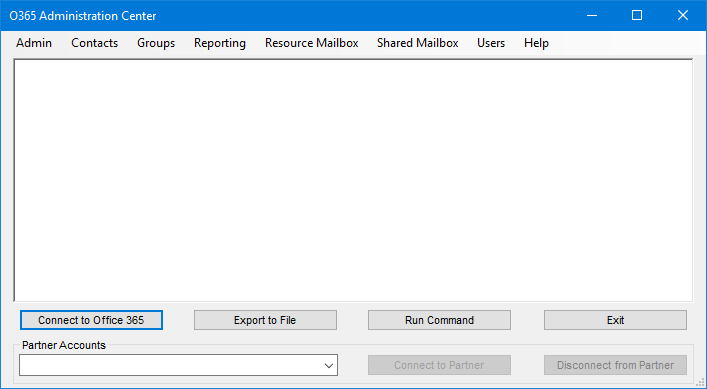 O365 Administration Center
Admin Contacts Groups Reporting Resource Mailbox Shared Mailbox Users Help
Connect to Office 365 Export to File Run Command Exit
Partner Accounts
Connect to Partner Disconnect from Partner